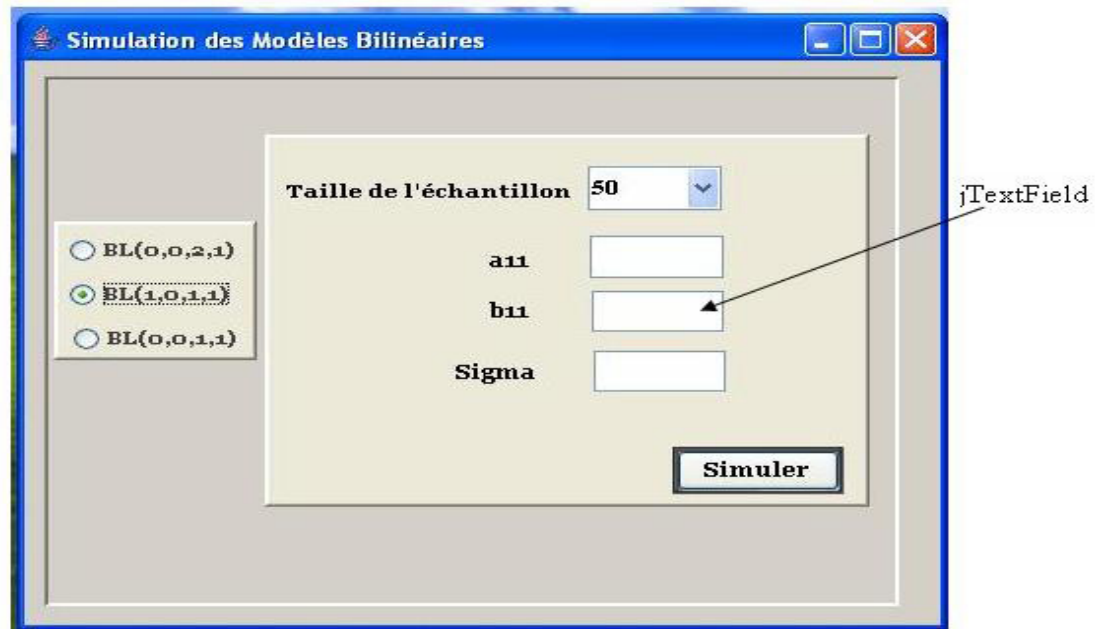 Simulation des Modèles Bilinéaires
Taille de l'échantillon 50
jTextField
BL(0,0,2,1)
a11
BL(1,0,1,1)
b11
BL(0,0,1,1)
Sigma
Simuler